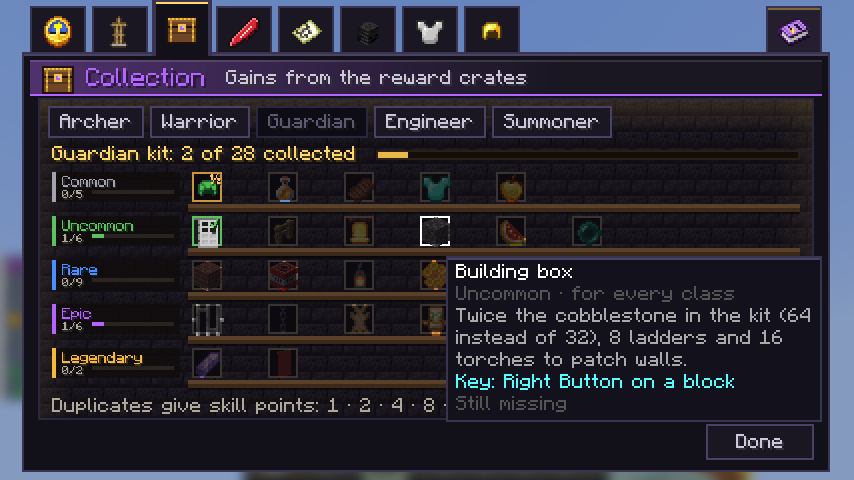 Collection Gains from the reward crates
Archer Warrior Guardian Engineer Summoner
Guardian kit: 2 of 28 collected
Common
0/5
Uncommon
1/6
Rare
0/9
Epic
1/6
Legendary
0/2
Building box
Uncommon · for every class
Twice the cobblestone in the kit (64
instead of 32), 8 ladders and 16
torches to patch walls.
Key: Right Button on a block
Still missing
Duplicates give skill points: 1 · 2 · 4 · 8 ·
Done